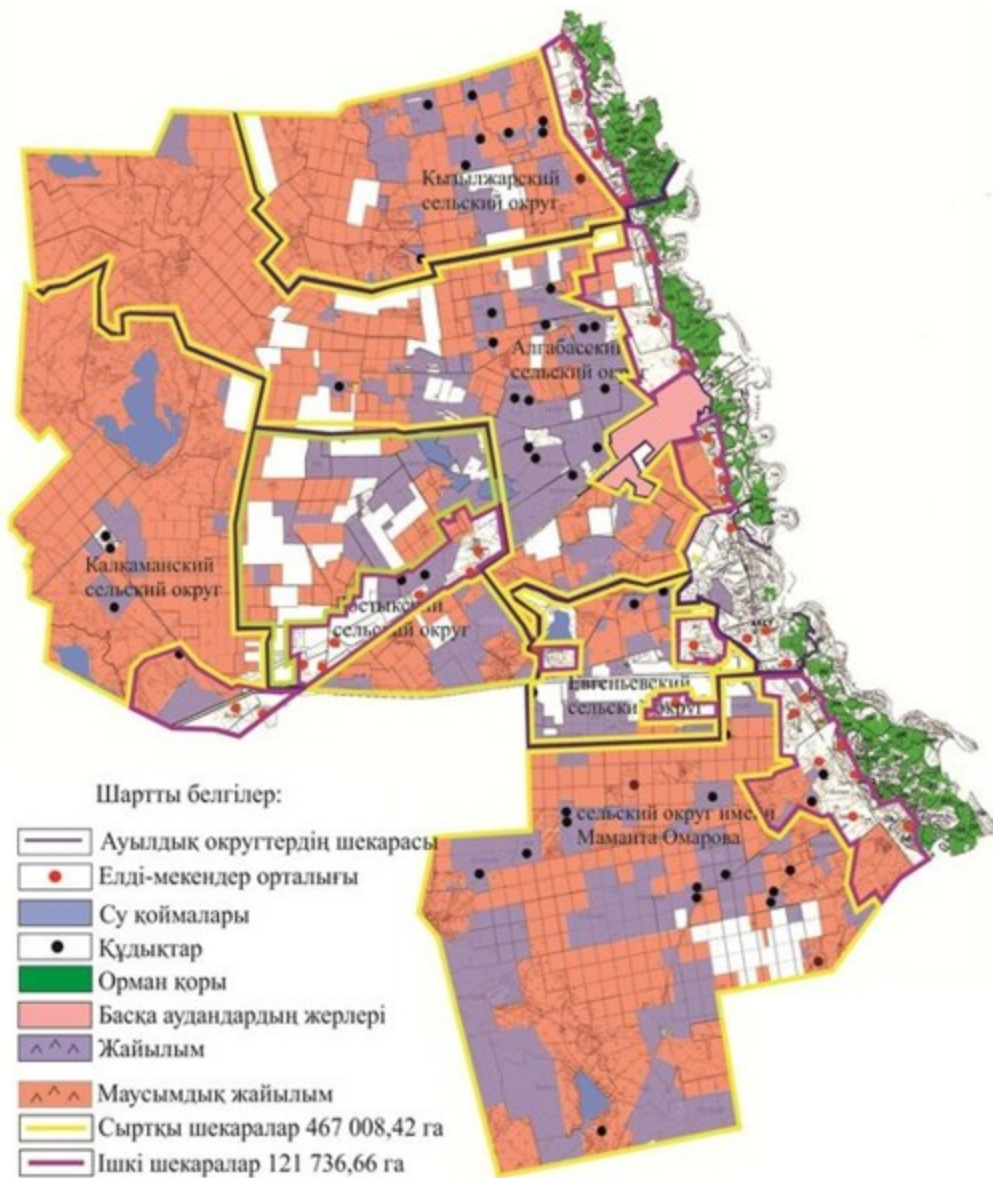 Кызылжарский
сельский округ
Алгабасский
сельский округ
Калкаманский
сельский округ
сельский округ
Евгеньевский
сельский округ
сельский округ имени
Мамаита Омарова
АКСУ
Шартты белгілер:
Ауылдық округтердің шекарасы
Елді-мекендер орталығы
Су қоймалары
Құдықтар
Орман қоры
Басқа аудандардың жерлері
Жайылым
Маусымдық жайылым
Сыртқы шекаралар 467 008,42 га
Ішкі шекаралар 121 736,66 га